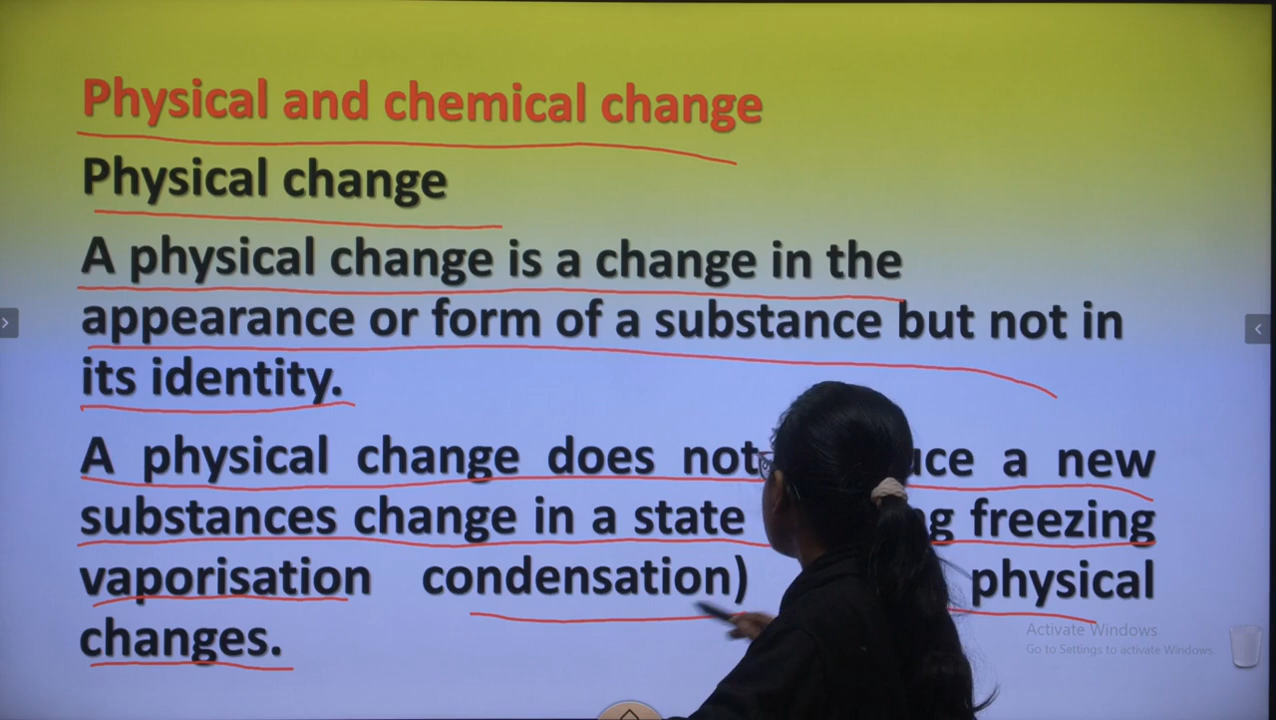 Physical and chemical change
Physical change
A physical change is a change in the
appearance or form of a substance but not in
its identity.
A physical change does not a new
substances change in a state freezing
vaporisation condensation) physical
changes.
Activate Windows
Go to Settings to activate Windows.